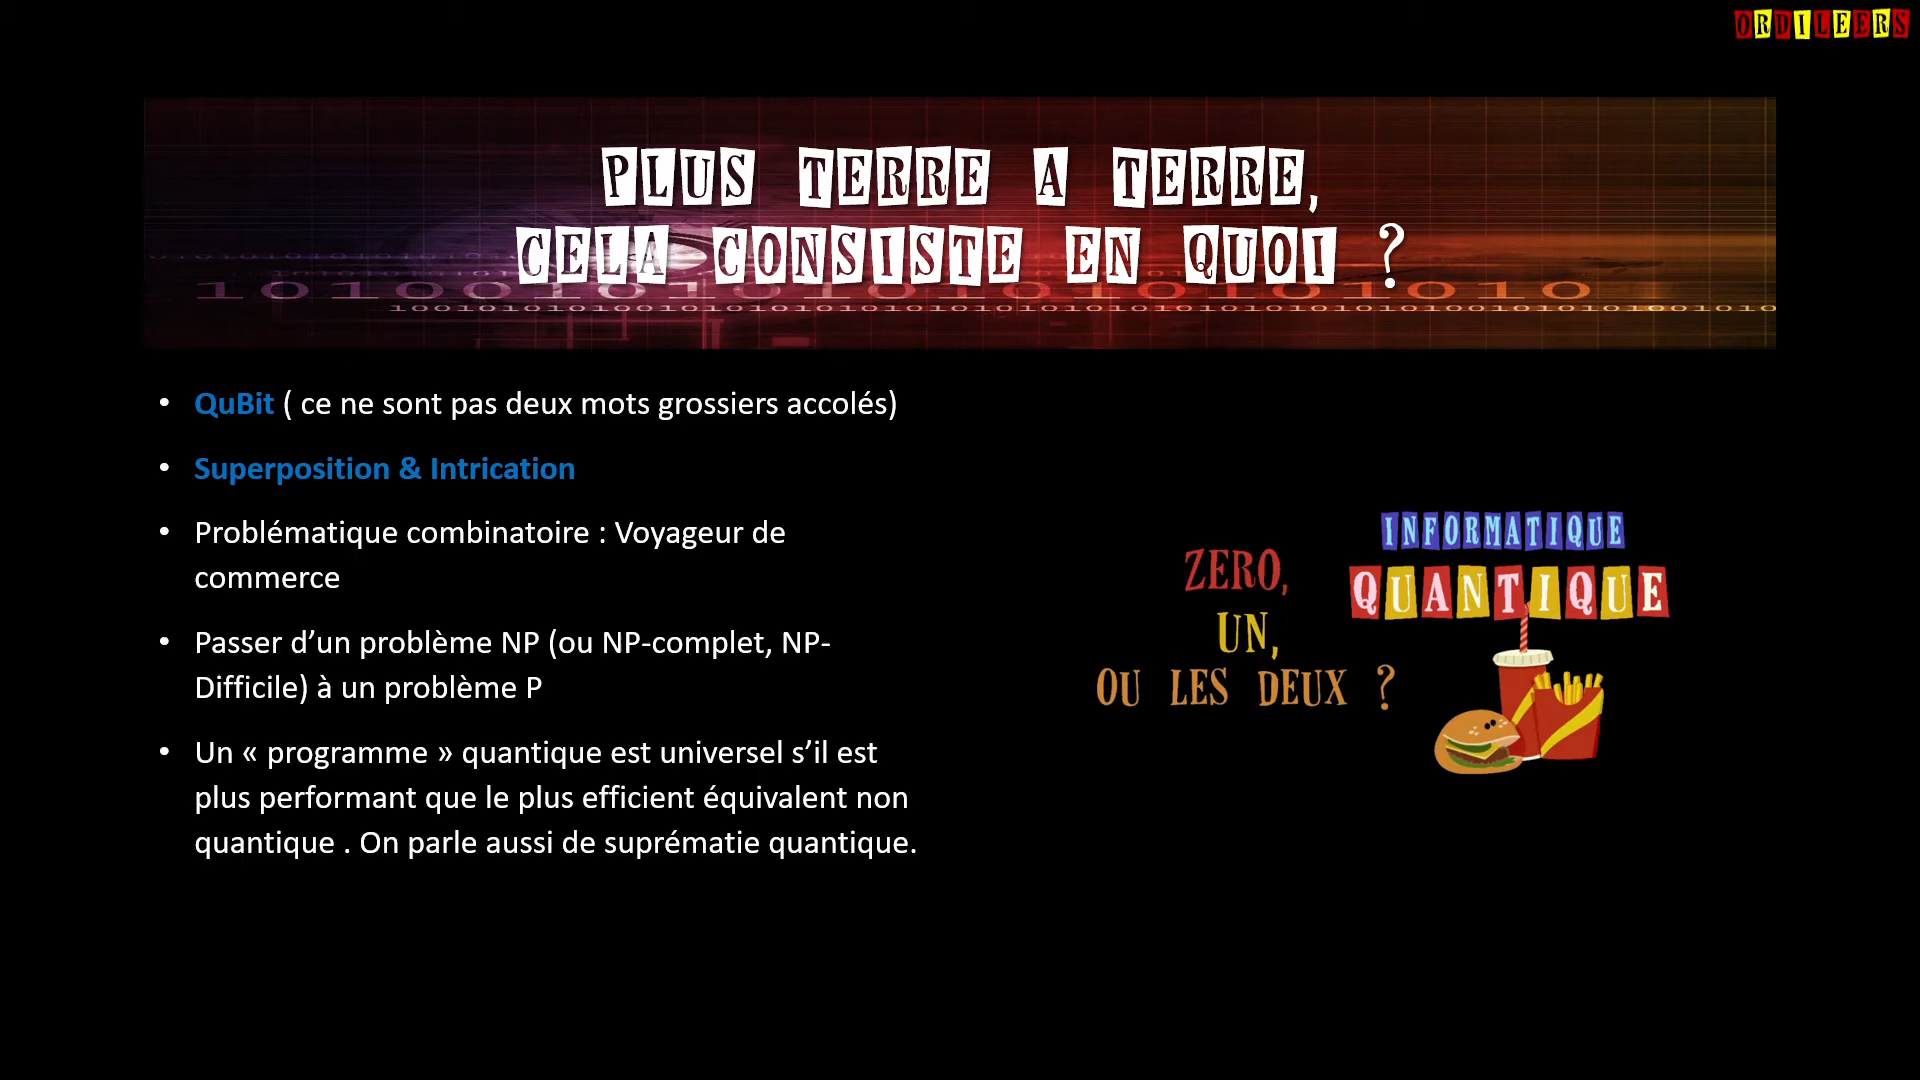 ORDILEERS
PLUS TERRE A TERRE,
CELA CONSISTE EN QUOI ?
10100101010101010101010
• QuBit ( ce ne sont pas deux mots grossiers accolés)
• Superposition & Intrication
• Problématique combinatoire : Voyageur de
commerce
• Passer d’un problème NP (ou NP-complet, NP-
Difficile) à un problème P
• Un « programme » quantique est universel s’il est
plus performant que le plus efficient équivalent non
quantique . On parle aussi de suprématie quantique.
ZERO,
UN,
OU LES DEUX ?
INFORMATIQUE
QUANTIQUE